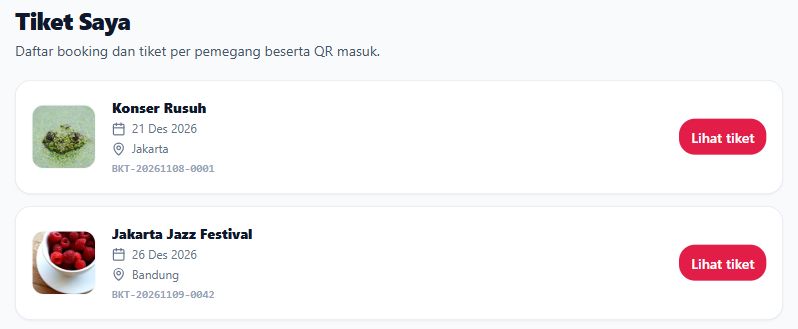 Tiket Saya
Daftar booking dan tiket per pemegang beserta QR masuk.
Konser Rusuh
21 Des 2026
Jakarta
BKT-20261108-0001
Lihat tiket
Jakarta Jazz Festival
26 Des 2026
Bandung
BKT-20261109-0042
Lihat tiket